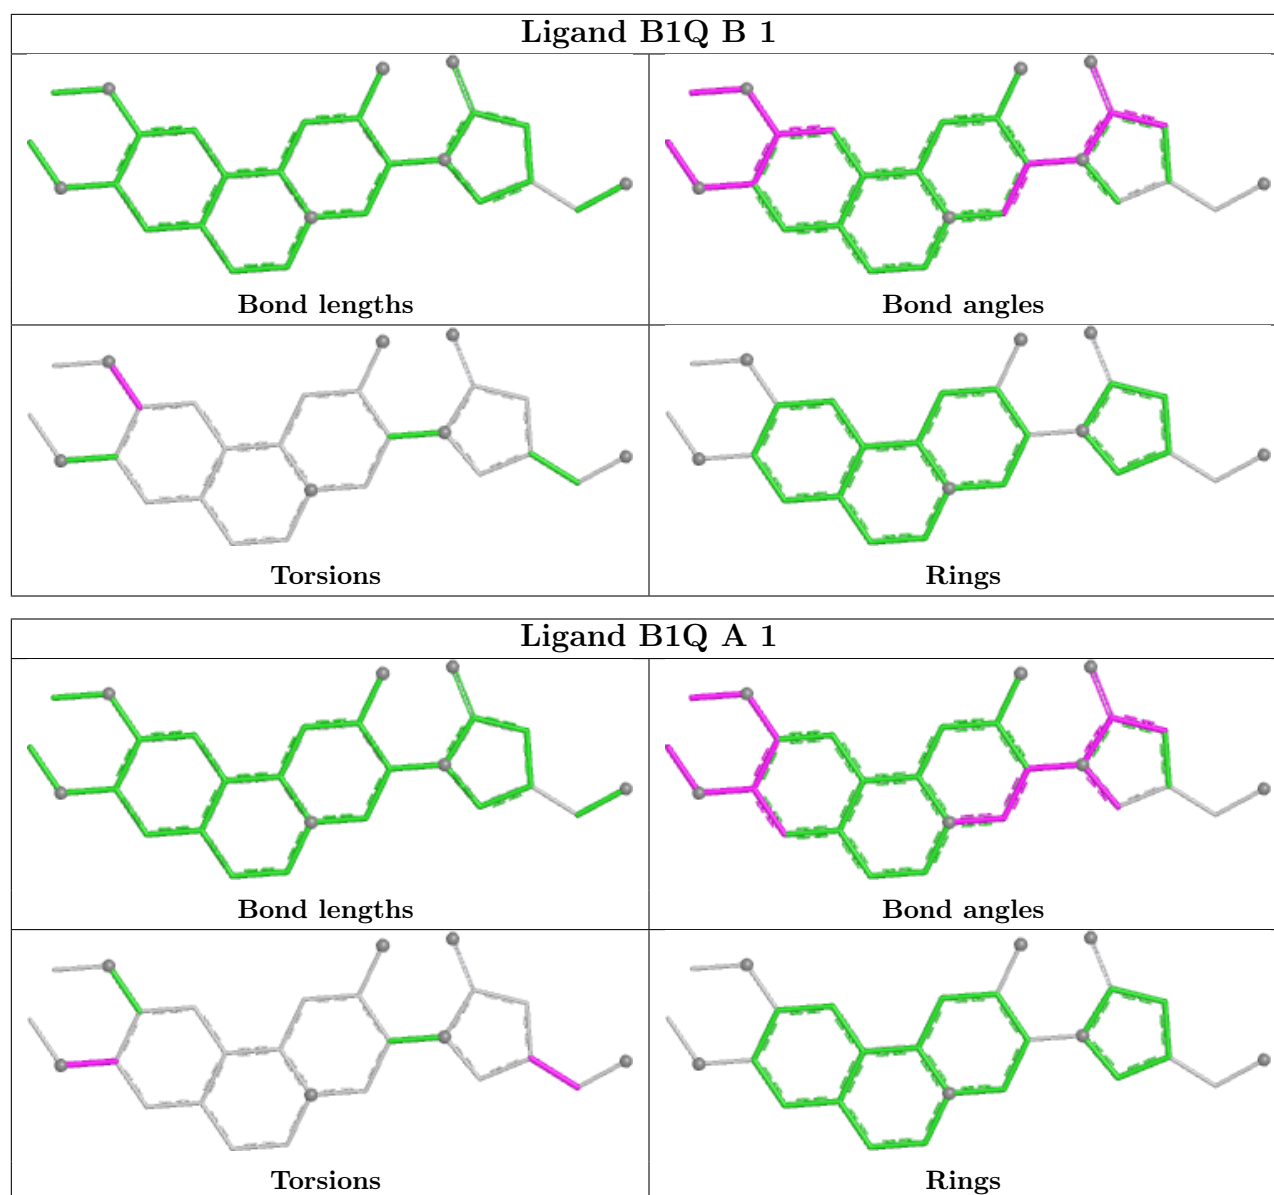 Ligand B1Q B 1
Bond lengths
Bond angles
Torsions
Rings
Ligand B1Q A 1
Bond lengths
Bond angles
Torsions
Rings